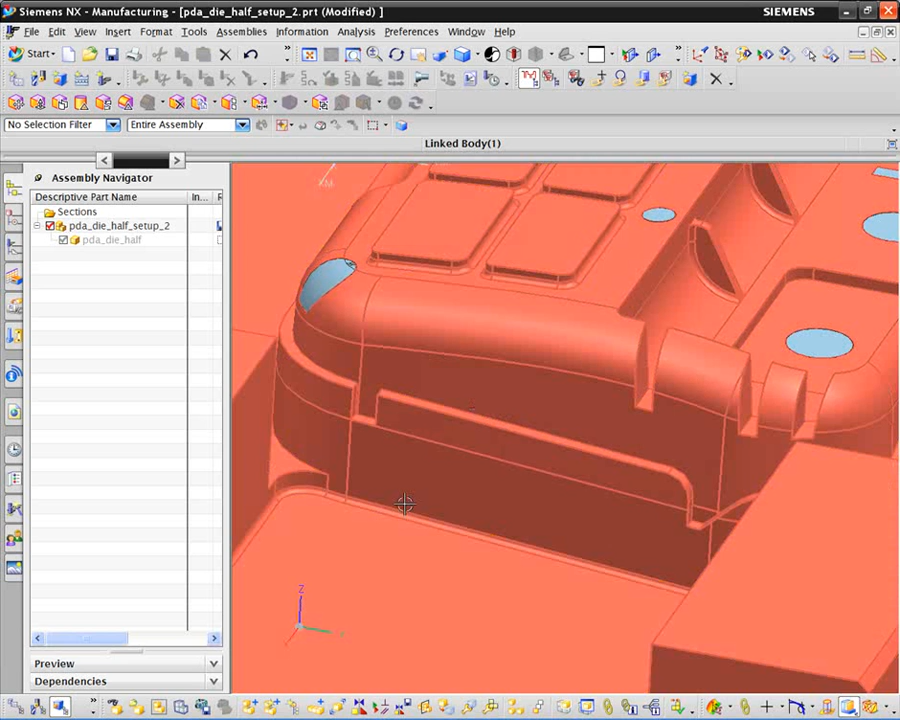 Siemens NX - Manufacturing - [pda_die_half_setup_2.prt (Modified) ]
SIEMENS
File Edit View Insert Format Tools Assemblies Information Analysis Preferences Window Help
Start
No Selection Filter
Entire Assembly
Linked Body(1)
Assembly Navigator
Descriptive Part Name
In...
Sections
pda_die_half_setup_2
pda_die_half
XM
Z
Preview
Dependencies